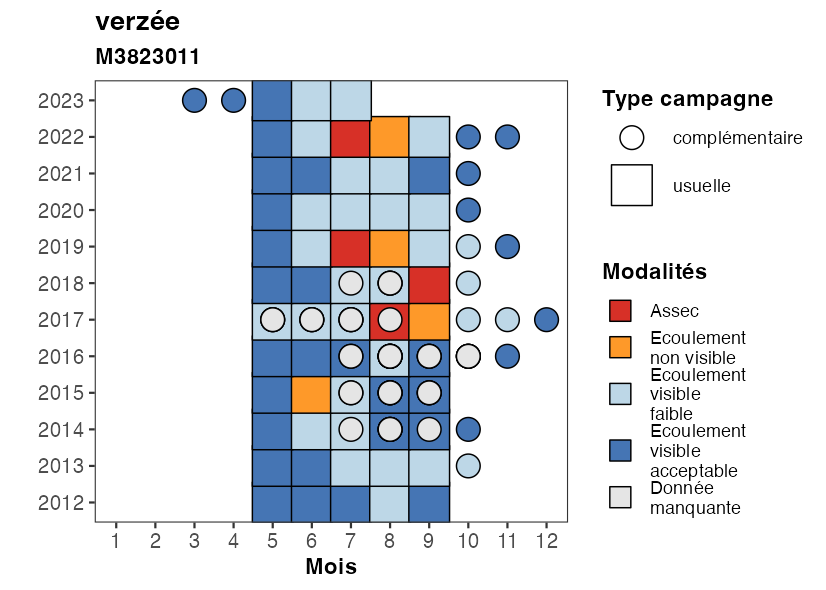 verzée
M3823011
2023
2022
2021
2020
2019
2018
2017
2016
2015
2014
2013
2012
1 2 3 4 5 6 7 8 9 10 11 12
Mois
Type campagne
complémentaire
usuelle
Modalités
Assec
Ecoulement
non visible
Ecoulement
visible
faible
Ecoulement
visible
acceptable
Donnée
manquante